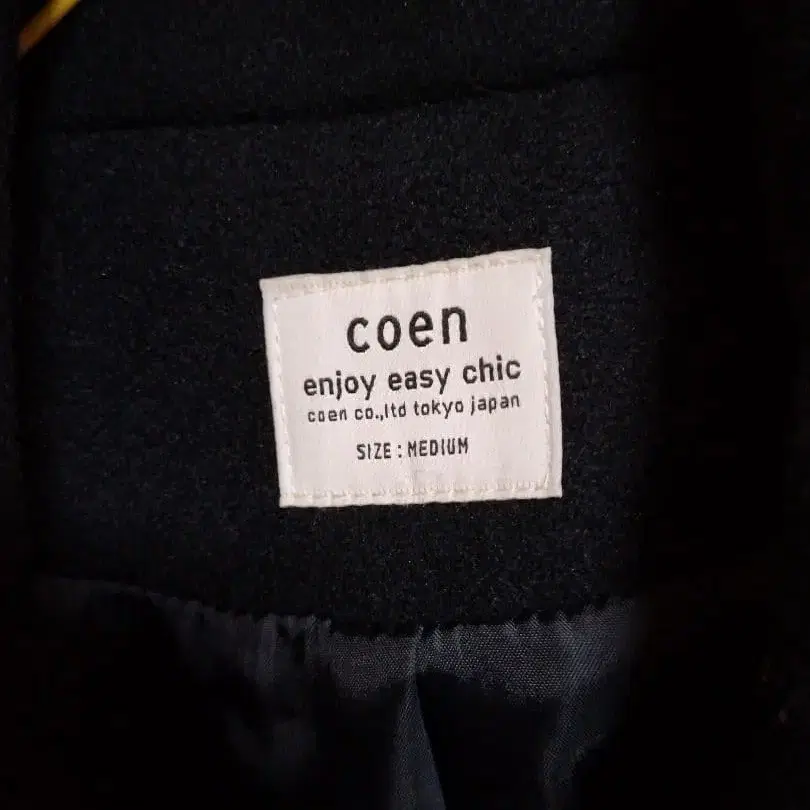 coen
enjoy easy chic
coen co.,ltd tokyo japan
SIZE : MEDIUM